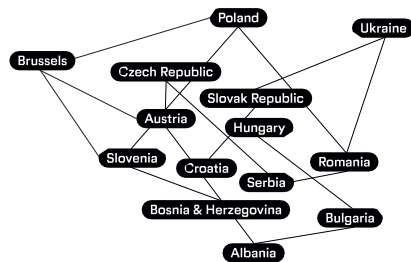 Poland
Ukraine
Brussels
Czech Republic
Slovak Republic
Austria
Hungary
Slovenia
Croatia
Romania
Serbia
Bosnia & Herzegovina
Bulgaria
Albania